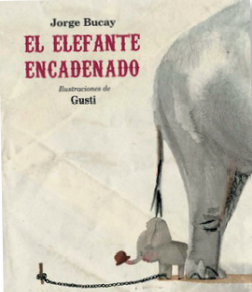 Jorge Bucay
EL ELEFANTE
ENCADENADO
Ilustraciones de
Gusti